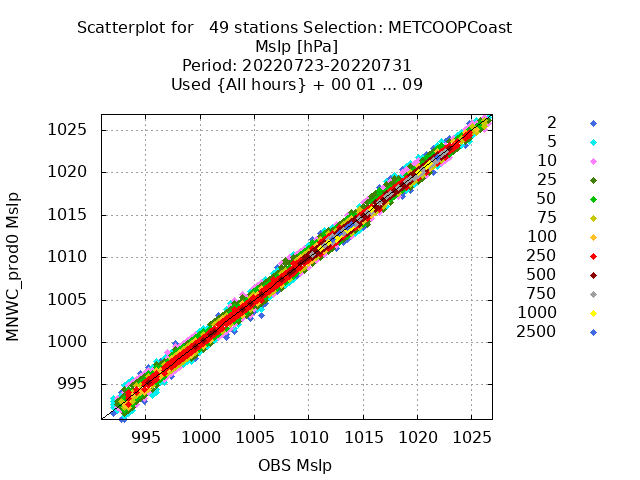 Scatterplot for   49 stations Selection: METCOOPCoast
Mslp [hPa]
Period: 20220723-20220731
Used {All hours} + 00 01 ... 09
MNWC_prod0 Mslp
1025
1020
1015
1010
1005
1000
995
995 1000 1005 1010 1015 1020 1025
OBS Mslp
2
5
10
25
50
75
100
250
500
750
1000
2500